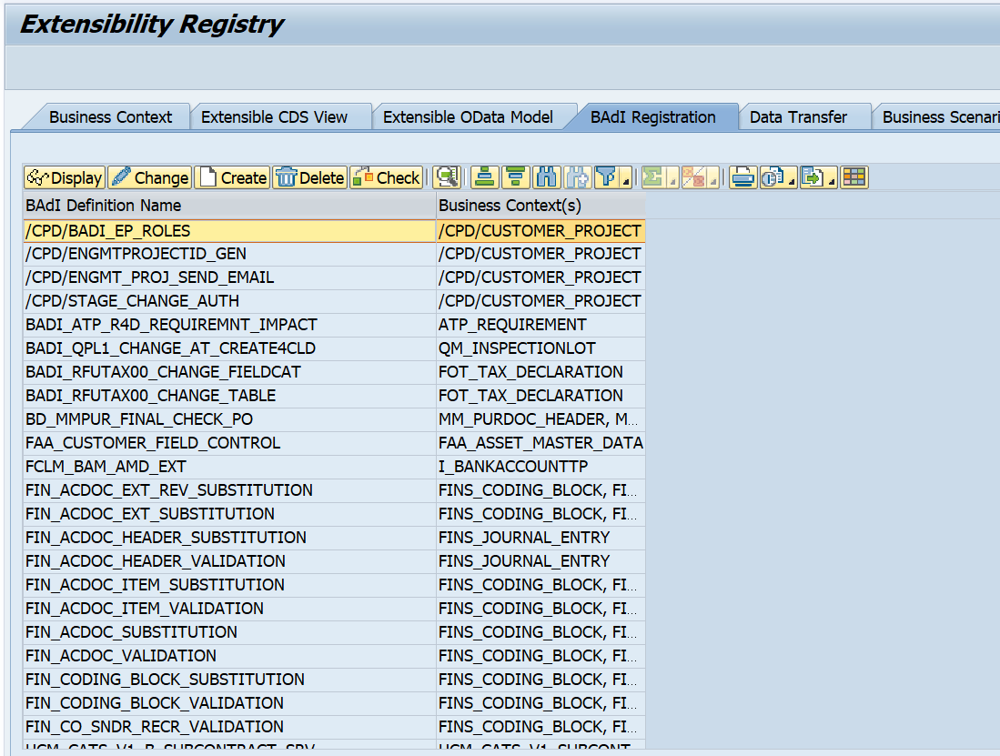 Extensibility Registry
Business Context Extensible CDS View Extensible OData Model BAdI Registration Data Transfer Business Scenari
Display Change Create Delete Check
BAdI Definition Name Business Context(s)
/CPD/BADI_EP_ROLES /CPD/CUSTOMER_PROJECT
/CPD/ENGMTPROJECTID_GEN /CPD/CUSTOMER_PROJECT
/CPD/ENGMT_PROJ_SEND_EMAIL /CPD/CUSTOMER_PROJECT
/CPD/STAGE_CHANGE_AUTH /CPD/CUSTOMER_PROJECT
BADI_ATP_R4D_REQUIREMNT_IMPACT ATP_REQUIREMENT
BADI_QPL1_CHANGE_AT_CREATE4CLD QM_INSPECTIONLOT
BADI_RFUTAX00_CHANGE_FIELDCAT FOT_TAX_DECLARATION
BADI_RFUTAX00_CHANGE_TABLE FOT_TAX_DECLARATION
BD_MMPUR_FINAL_CHECK_PO MM_PURDOC_HEADER, M...
FAA_CUSTOMER_FIELD_CONTROL FAA_ASSET_MASTER_DATA
FCLM_BAM_AMD_EXT I_BANKACCOUNTTP
FIN_ACDOC_EXT_REV_SUBSTITUTION FINS_CODING_BLOCK, FI...
FIN_ACDOC_EXT_SUBSTITUTION FINS_CODING_BLOCK, FI...
FIN_ACDOC_HEADER_SUBSTITUTION FINS_JOURNAL_ENTRY
FIN_ACDOC_HEADER_VALIDATION FINS_JOURNAL_ENTRY
FIN_ACDOC_ITEM_SUBSTITUTION FINS_CODING_BLOCK, FI...
FIN_ACDOC_ITEM_VALIDATION FINS_CODING_BLOCK, FI...
FIN_ACDOC_SUBSTITUTION FINS_CODING_BLOCK, FI...
FIN_ACDOC_VALIDATION FINS_CODING_BLOCK, FI...
FIN_CODING_BLOCK_SUBSTITUTION FINS_CODING_BLOCK, FI...
FIN_CODING_BLOCK_VALIDATION FINS_CODING_BLOCK, FI...
FIN_CO_SNDR_RECR_VALIDATION FINS_CODING_BLOCK, FI...